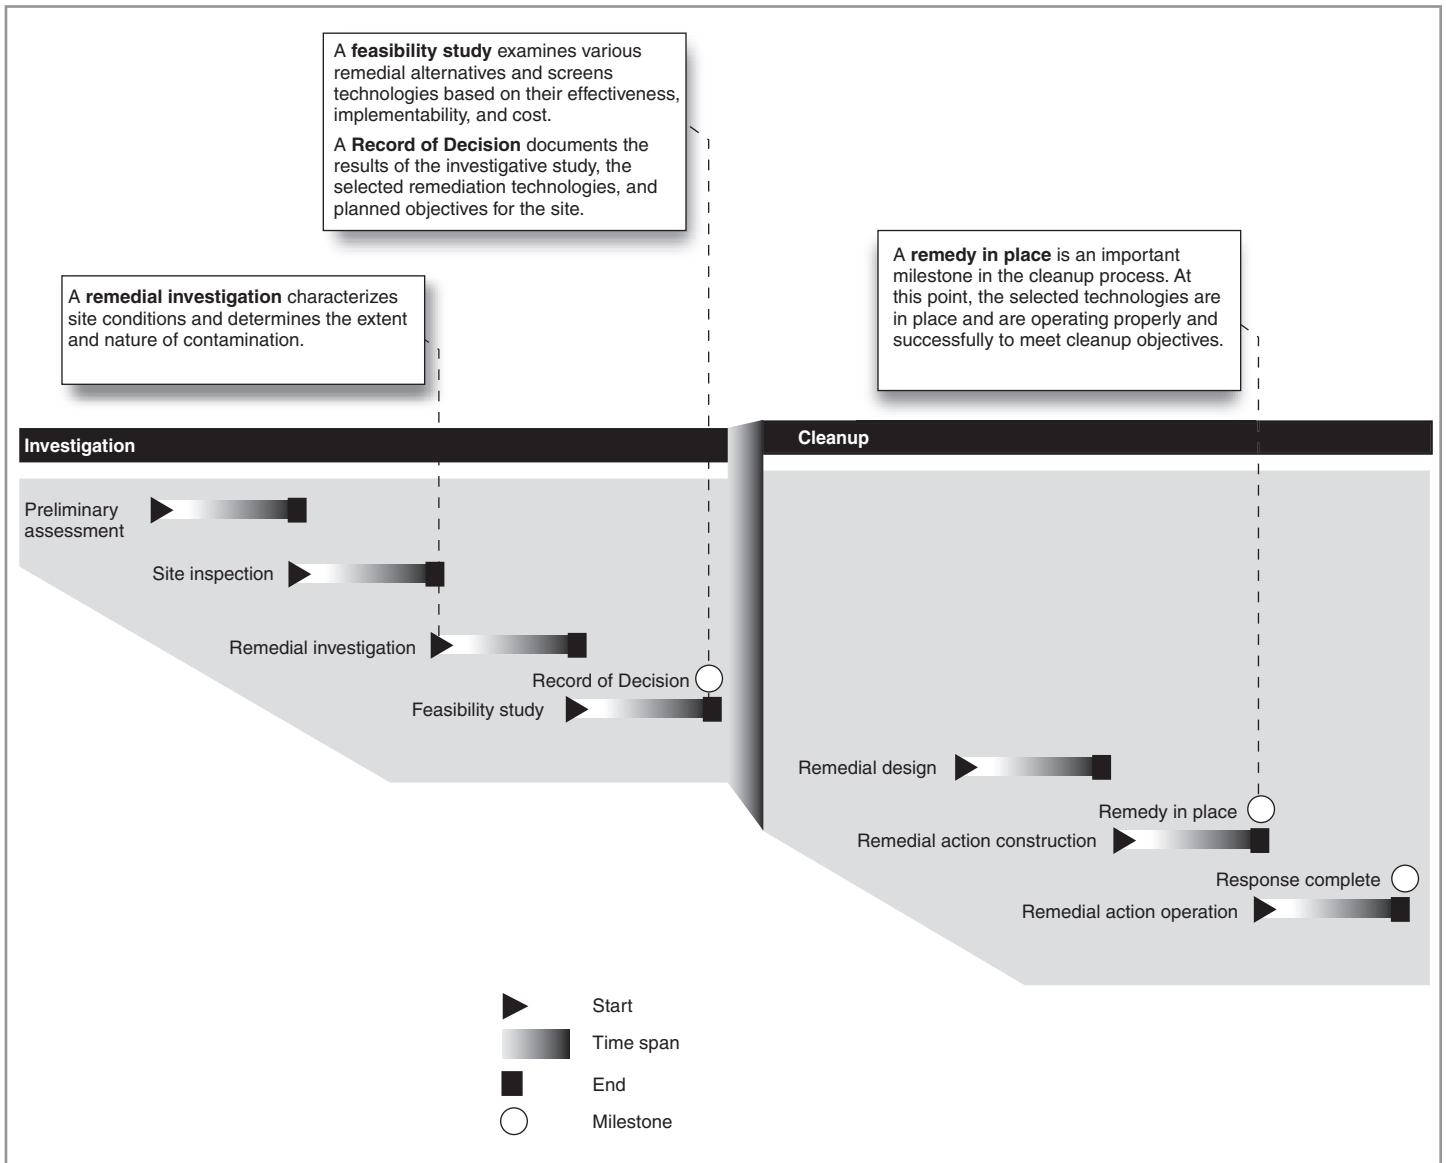 A feasibility study examines various
remedial alternatives and screens
technologies based on their effectiveness,
implementability, and cost.
A Record of Decision documents the
results of the investigative study, the
selected remediation technologies, and
planned objectives for the site.
A remedial investigation characterizes
site conditions and determines the extent
and nature of contamination.
A remedy in place is an important
milestone in the cleanup process. At
this point, the selected technologies are
in place and are operating properly and
successfully to meet cleanup objectives.
Investigation
Preliminary
assessment
Site inspection
Remedial investigation
Record of Decision
Feasibility study
Cleanup
Remedial design
Remedy in place
Remedial action construction
Response complete
Remedial action operation
Start
Time span
End
Milestone